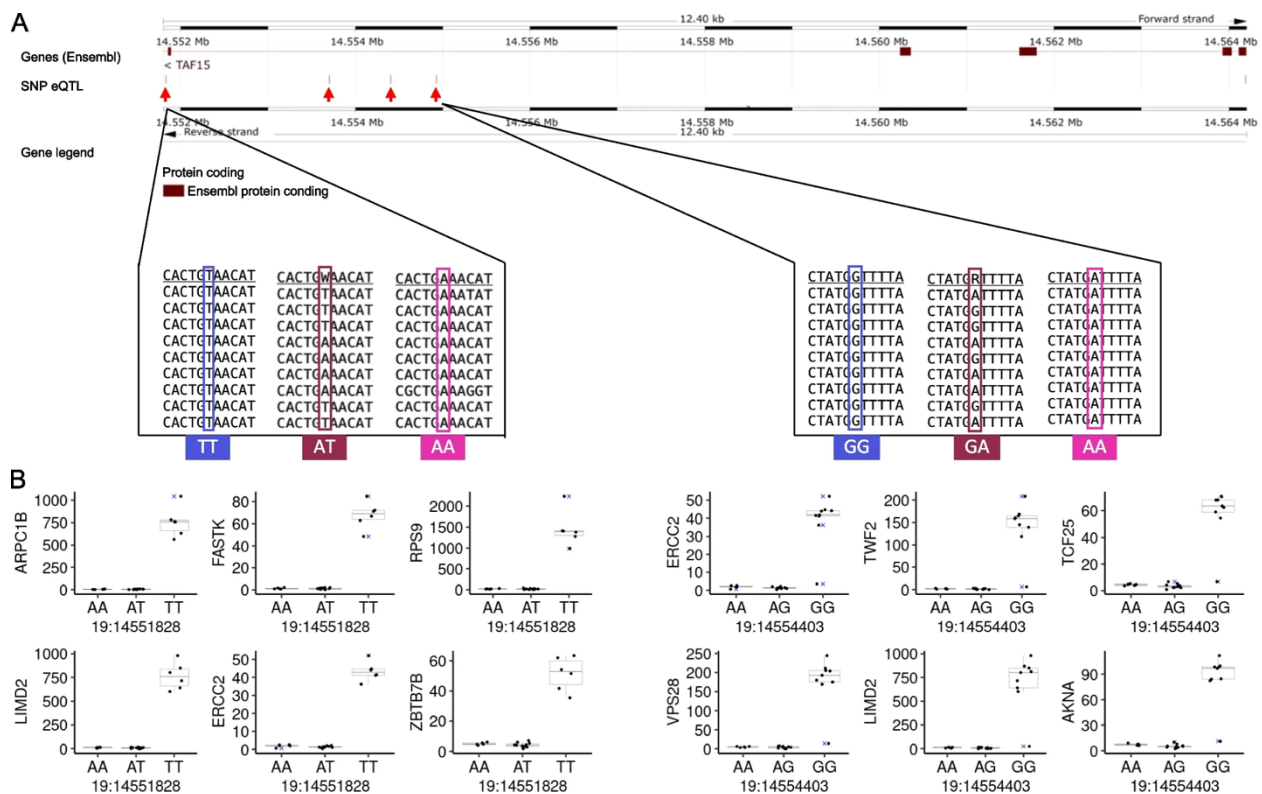 A
12.40 kb Forward strand
14.552 Mb 14.554 Mb 14.556 Mb 14.558 Mb 14.560 Mb 14.562 Mb 14.564 Mb
Genes (Ensembl)
< TAF15
SNP eQTL
14.552 Mb 14.554 Mb 14.556 Mb 14.558 Mb 14.560 Mb 14.562 Mb 14.564 Mb
Reverse strand 12.40 kb
Gene legend
Protein coding
Ensembl protein conding
CACTGTAACAT CACTGWAACAT CACTGAAACAT CTATGGTTTTA CTATGRTTTTA CTATGATTTTA
CACTGTAACAT CACTGTAACAT CACTGAAATAT CTATGGTTTTA CTATGGTTTTA CTATGATTTTA
CACTGTAACAT CACTGTAACAT CACTGAAACAT CTATGGTTTTA CTATGGTTTTA CTATGATTTTA
CACTGTAACAT CACTGTAACAT CACTGAAACAT CTATGGTTTTA CTATGGTTTTA CTATGATTTTA
CACTGTAACAT CACTGAAACAT CACTGAAACAT CTATGGTTTTA CTATGATTTTA CTATGATTTTA
CACTGTAACAT CACTGAAACAT CACTGAAACAT CTATGGTTTTA CTATGGTTTTA CTATGATTTTA
CACTGTAACAT CACTGAAACAT CACTGAAACAT CTATGGTTTTA CTATGATTTTA CTATGATTTTA
CACTGTAACAT CACTGAAACAT CGCTGAAAGGT CTATGGTTTTA CTATGATTTTA CTATGATTTTA
CACTGTAACAT CACTGTAACAT CACTGAAACAT CTATGGTTTTA CTATGGTTTTA CTATGATTTTA
CACTGTAACAT CACTGTAACAT CACTGAAACAT CTATGGTTTTA CTATGATTTTA CTATGATTTTA
TT AT AA GG GA AA
B
ARPC1B
1000
750
500
250
0
AA AT TT
19:14551828
FASTK
80
60
40
20
0
AA AT TT
19:14551828
RPS9
2000
1500
1000
500
0
AA AT TT
19:14551828
ERCC2
50
40
30
20
10
0
AA AG GG
19:14554403
TWF2
200
150
100
50
0
AA AG GG
19:14554403
TCF25
60
40
20
0
AA AG GG
19:14554403
LIMD2
1000
750
500
250
0
AA AT TT
19:14551828
ERCC2
50
40
30
20
10
0
AA AT TT
19:14551828
ZBTB7B
60
40
20
0
AA AT TT
19:14551828
VPS28
250
200
150
100
50
0
AA AG GG
19:14554403
LIMD2
1000
750
500
250
0
AA AG GG
19:14554403
AKNA
90
60
30
0
AA AG GG
19:14554403